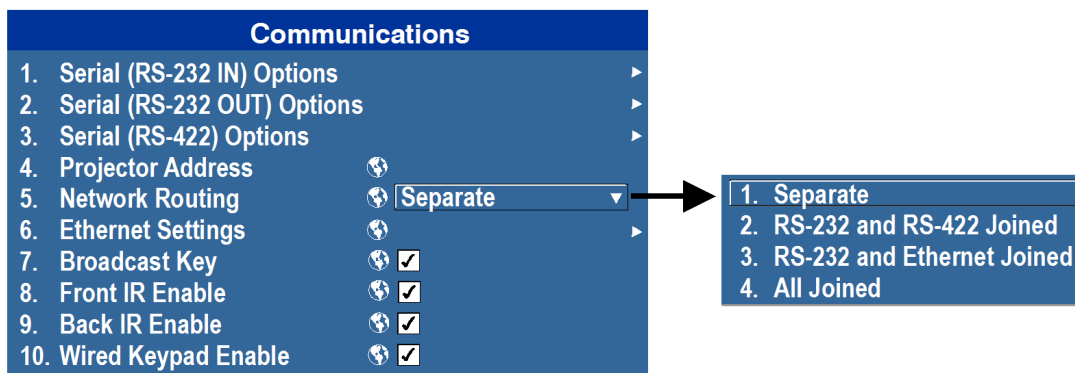 Communications
1. Serial (RS-232 IN) Options
2. Serial (RS-232 OUT) Options
3. Serial (RS-422) Options
4. Projector Address
5. Network Routing Separate
6. Ethernet Settings
7. Broadcast Key
8. Front IR Enable
9. Back IR Enable
10. Wired Keypad Enable
1. Separate
2. RS-232 and RS-422 Joined
3. RS-232 and Ethernet Joined
4. All Joined